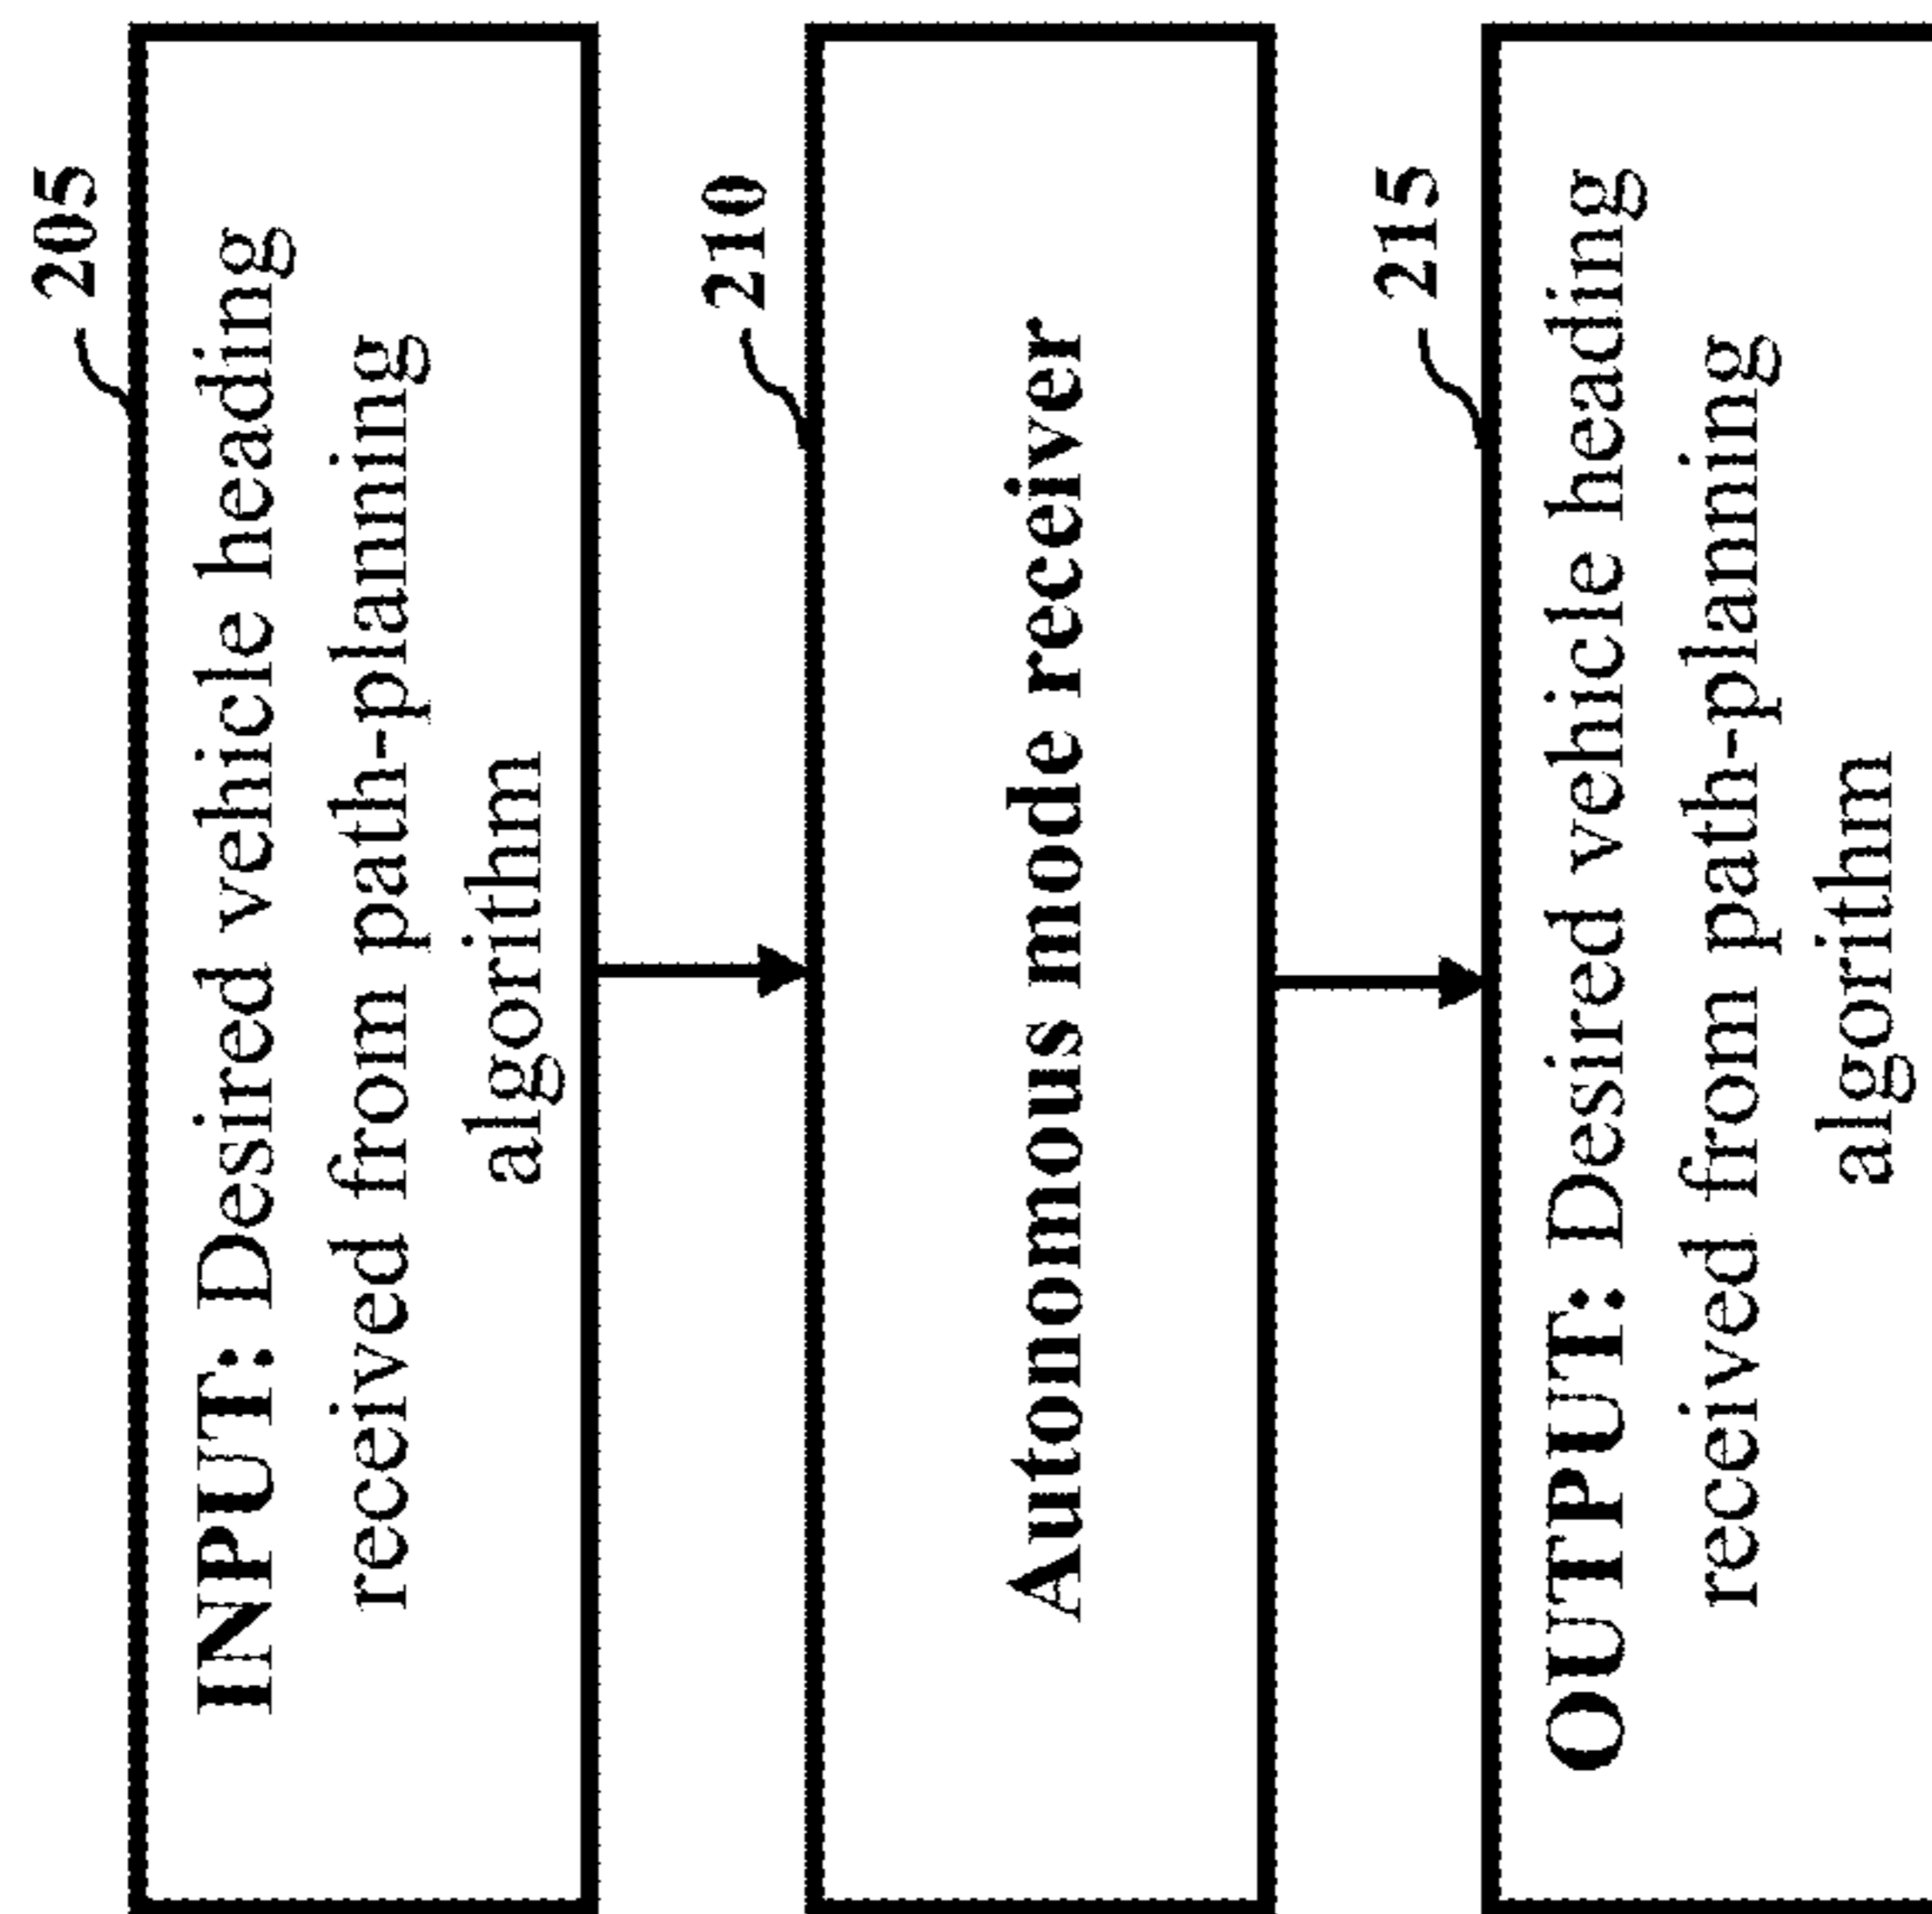 205
INPUT: Desired vehicle heading
received from path-planning
algorithm
210
Autonomous mode receiver
215
OUTPUT: Desired vehicle heading
received from path-planning
algorithm